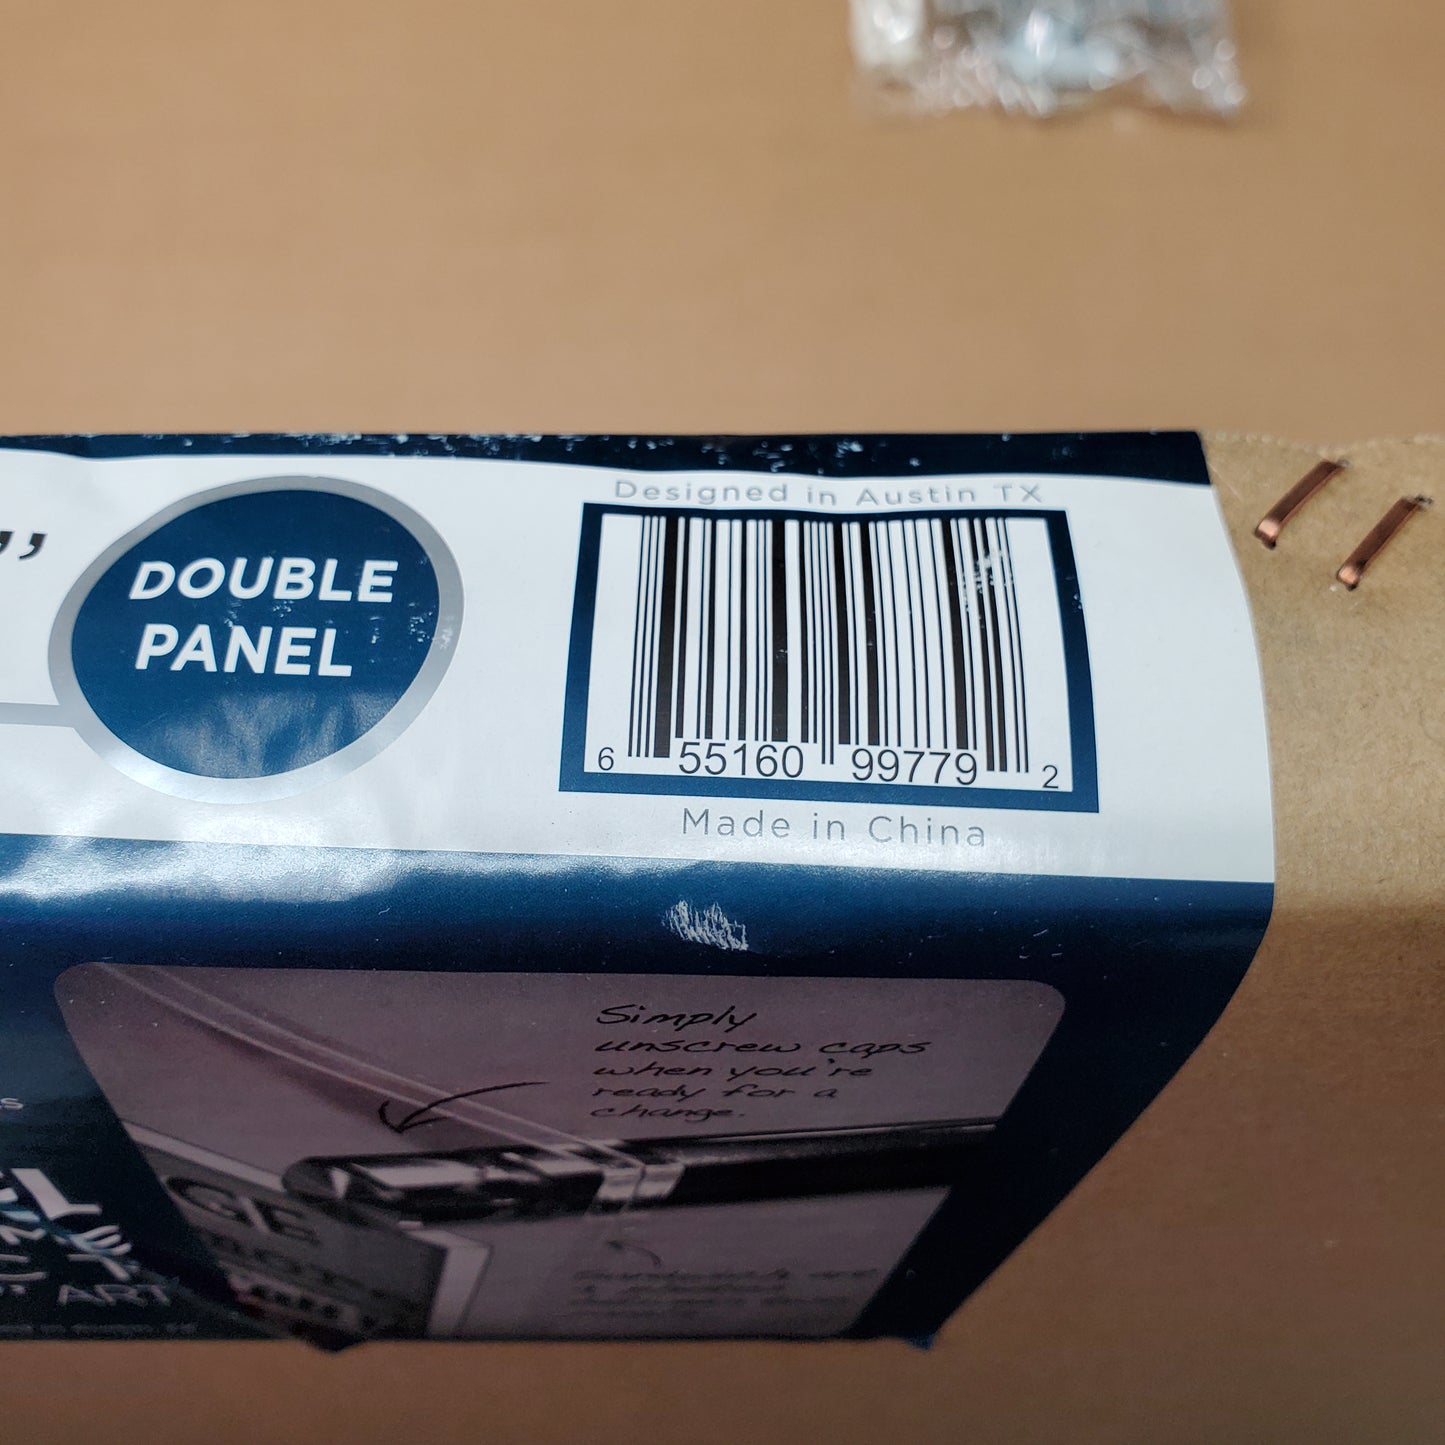 ”
DOUBLE
PANEL
Designed in Austin TX
6 55160 99779 2
Made in China
Simply
unscrew caps
when you're
ready for a
change.
ART